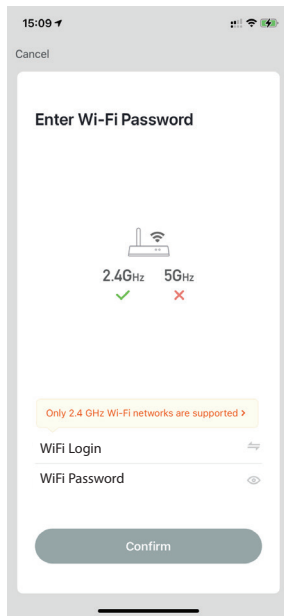 15:09
Cancel
Enter Wi-Fi Password
2.4GHz 5GHz
Only 2.4 GHz Wi-Fi networks are supported >
WiFi Login
WiFi Password
Confirm